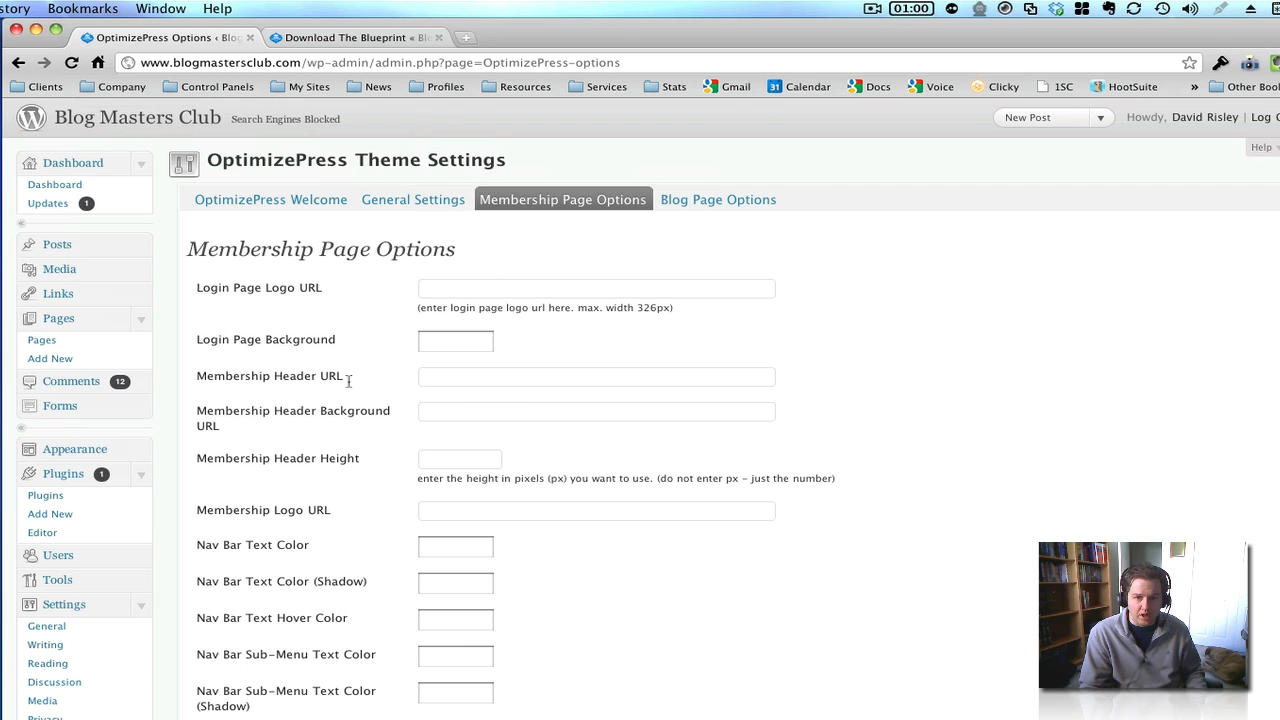 story Bookmarks Window Help 01:00
OptimizePress Options ‹ Blog Download The Blueprint « Bl
www.blogmastersclub.com/wp-admin/admin.php?page=OptimizePress-options
Clients Company Control Panels My Sites News Profiles Resources Services Stats Gmail 31 Calendar Docs Voice Clicky 1SC HootSuite » Other Boo
Blog Masters Club Search Engines Blocked New Post Howdy, David Risley | Log O
Help
OptimizePress Theme Settings
OptimizePress Welcome General Settings Membership Page Options Blog Page Options
Dashboard
Dashboard
Updates 1
Posts
Media
Links
Pages
Pages
Add New
Comments 12
Forms
Appearance
Plugins 1
Plugins
Add New
Editor
Users
Tools
Settings
General
Writing
Reading
Discussion
Media
Privacy
Membership Page Options
Login Page Logo URL
(enter login page logo url here. max. width 326px)
Login Page Background
Membership Header URL
Membership Header Background
URL
Membership Header Height
enter the height in pixels (px) you want to use. (do not enter px - just the number)
Membership Logo URL
Nav Bar Text Color
Nav Bar Text Color (Shadow)
Nav Bar Text Hover Color
Nav Bar Sub-Menu Text Color
Nav Bar Sub-Menu Text Color
(Shadow)